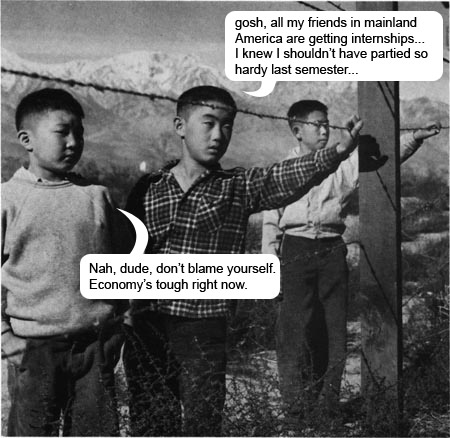 gosh, all my friends in mainland
America are getting internships...
I knew I shouldn't have partied so
hardy last semester...
Nah, dude, don't blame yourself.
Economy's tough right now.